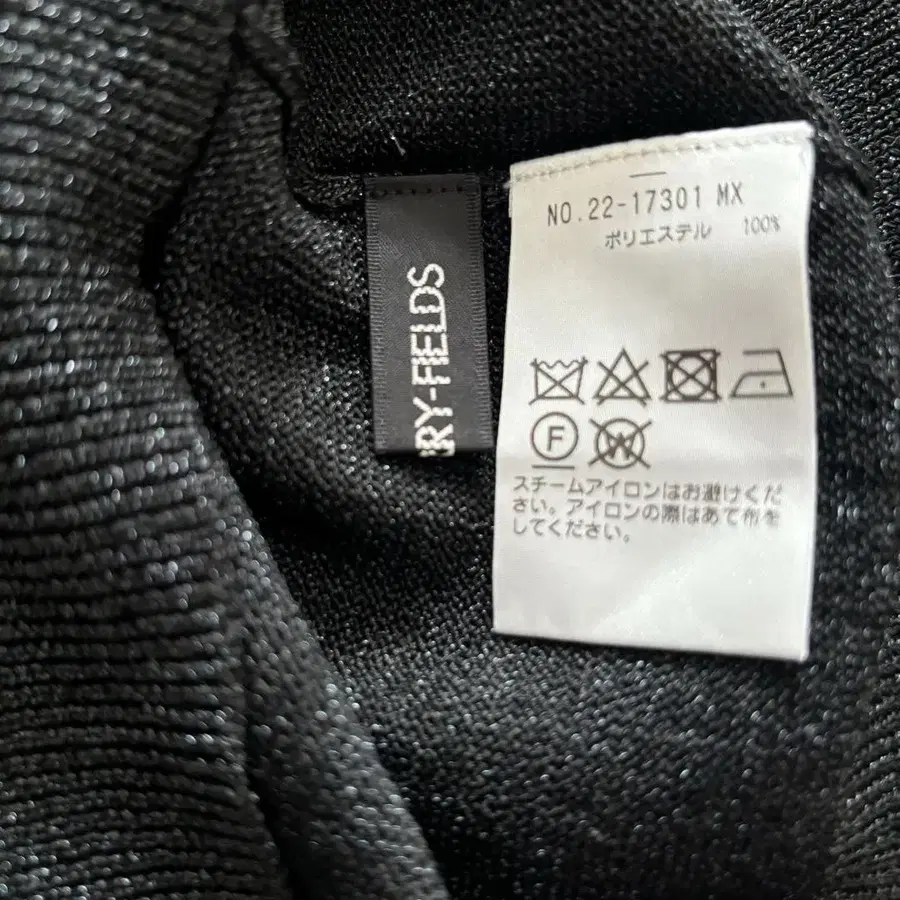 RRY-FIELDS
NO.22-17301 MX
ポリエステル 100%
F
W
スチームアイロンはお避けくだ
さい。アイロンの際はあて布を
してください。